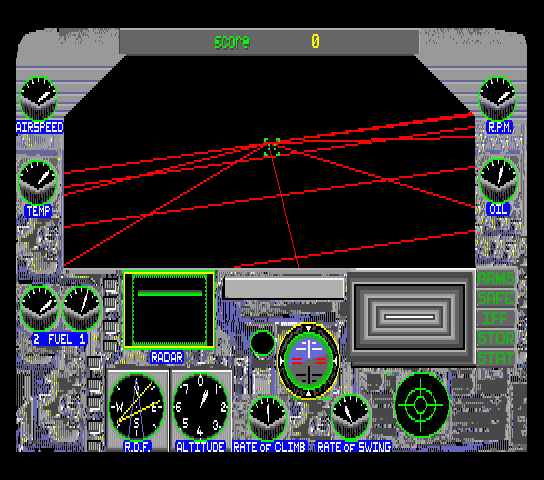 score 0
AIRSPEED
R.P.M.
TEMP
OIL
ARMS
SAFE
IFF
STOR
STAT
2 FUEL 1
RADAR
R.D.F.
ALTITUDE
RATE OF CLIMB
RATE OF SWING